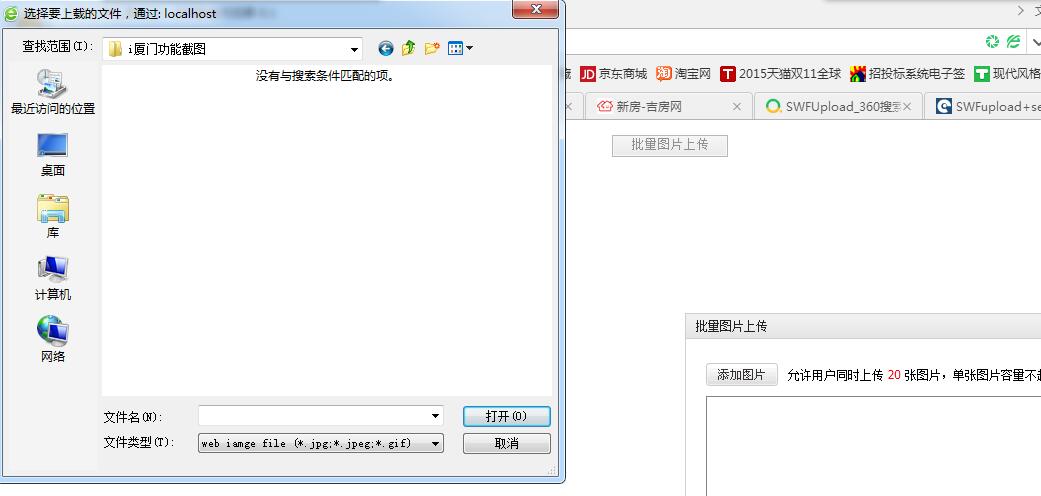 选择要上载的文件，通过: localhost
查找范围(I):
i厦门功能截图
没有与搜索条件匹配的项。
最近访问的位置
桌面
库
计算机
网络
文件名(N):
打开(O)
文件类型(T):
web iamge file (*.jpg;*.jpeg;*.gif)
取消
JD 京东商城
淘 淘宝网
T 2015天猫双11全球
招投标系统电子签
T 现代风格
新房-吉房网
SWFUpload_360搜索
SWFupload+se
批量图片上传
批量图片上传
添加图片
允许用户同时上传 20 张图片，单张图片容量不